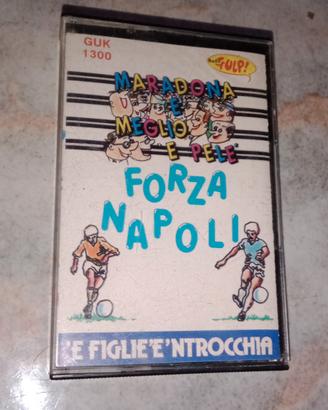 GUK
1300
GULP!
MARADONA
E'
MEGLIO
E PELE'
FORZA
NAPOLI
'E FIGLIE 'E 'NTROCCHIA